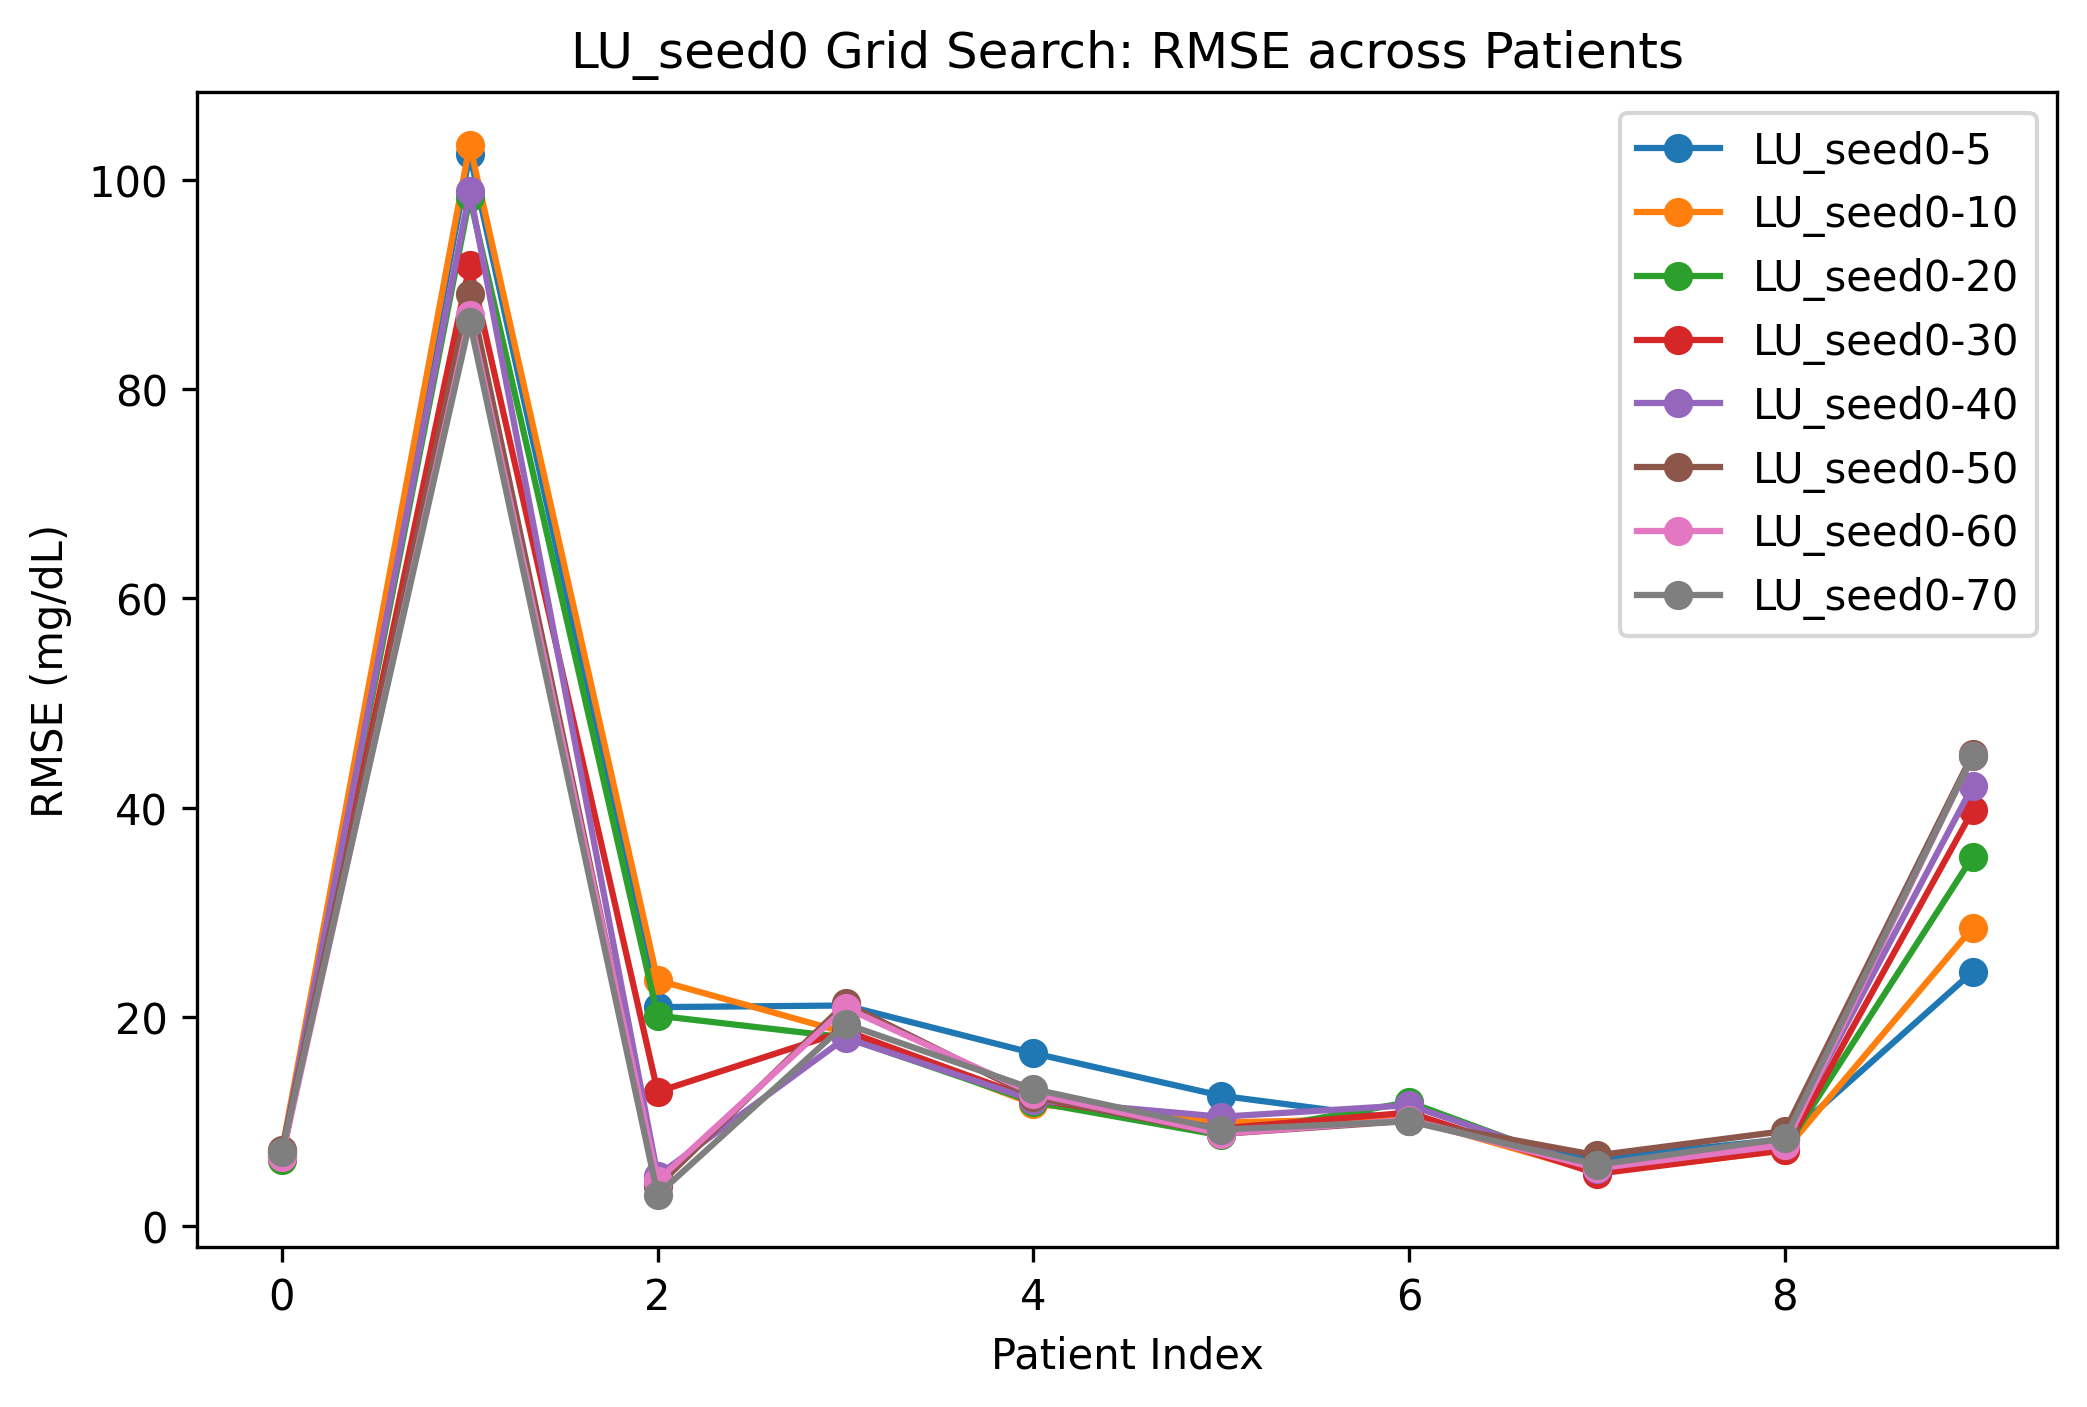 LU_seed0 Grid Search: RMSE across Patients
LU_seed0-5
LU_seed0-10
LU_seed0-20
LU_seed0-30
LU_seed0-40
LU_seed0-50
LU_seed0-60
LU_seed0-70
RMSE (mg/dL)
100
80
60
40
20
0
0 2 4 6 8
Patient Index